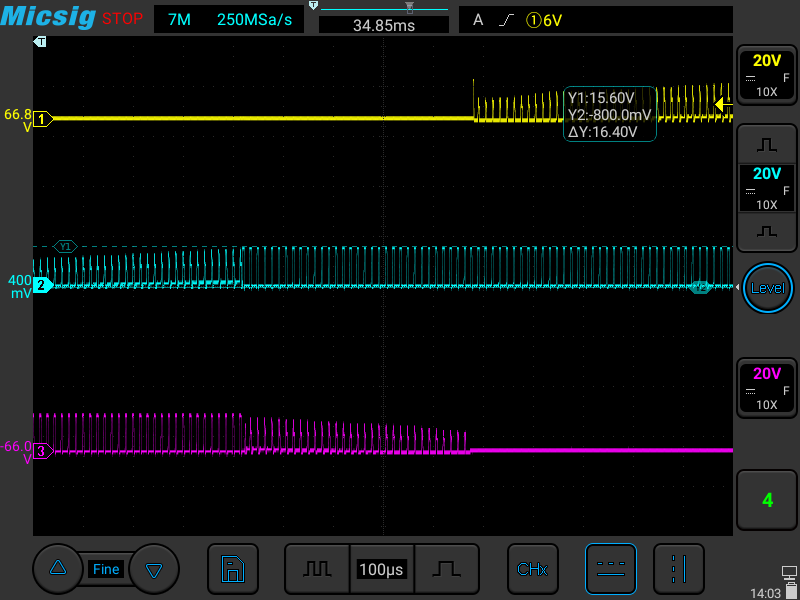 Micsig STOP 7M 250MSa/s T T 34.85ms A ①6V
T
20V
F
10X
66.8
V
1
Y1:15.60V
Y2:-800.0mV
ΔY:16.40V
20V
F
10X
Y1
400
mV
2
Y2
Level
20V
F
10X
-66.0
V
3
4
Fine
100μs
CHx
14:03